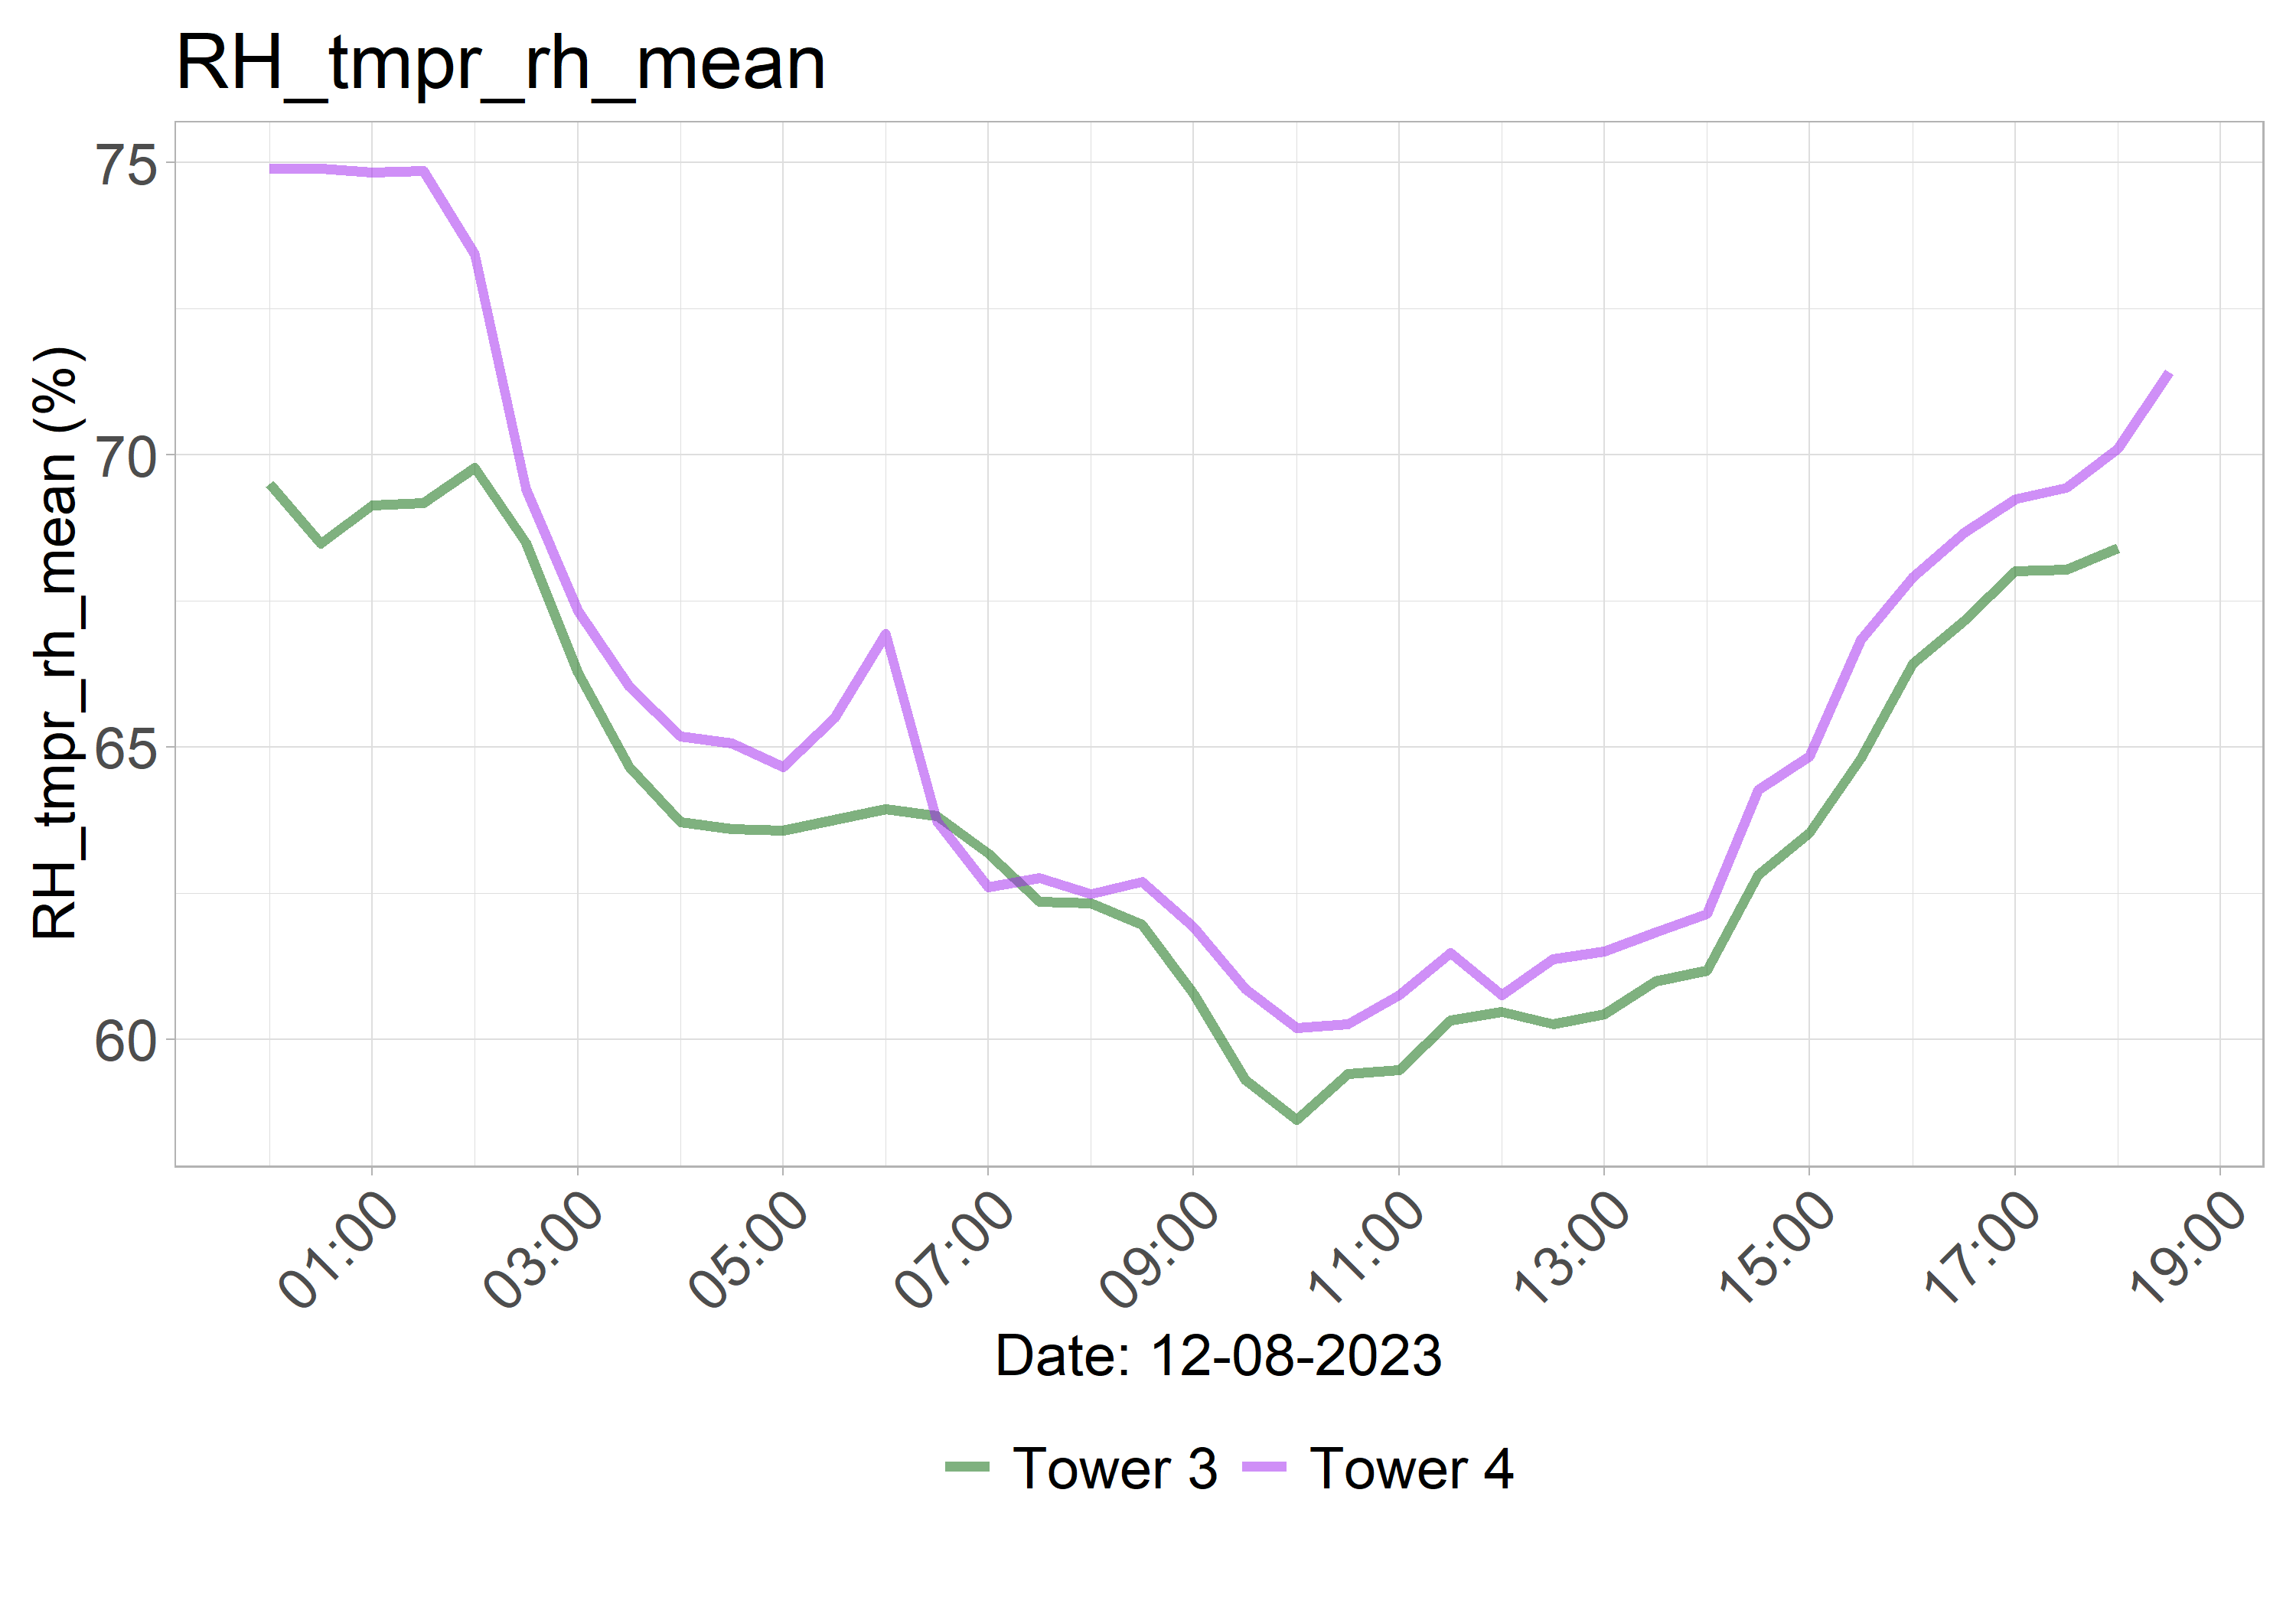 RH_tmpr_rh_mean
RH_tmpr_rh_mean (%)
75
70
65
60
01:00 03:00 05:00 07:00 09:00 11:00 13:00 15:00 17:00 19:00
Date: 12-08-2023
Tower 3 Tower 4